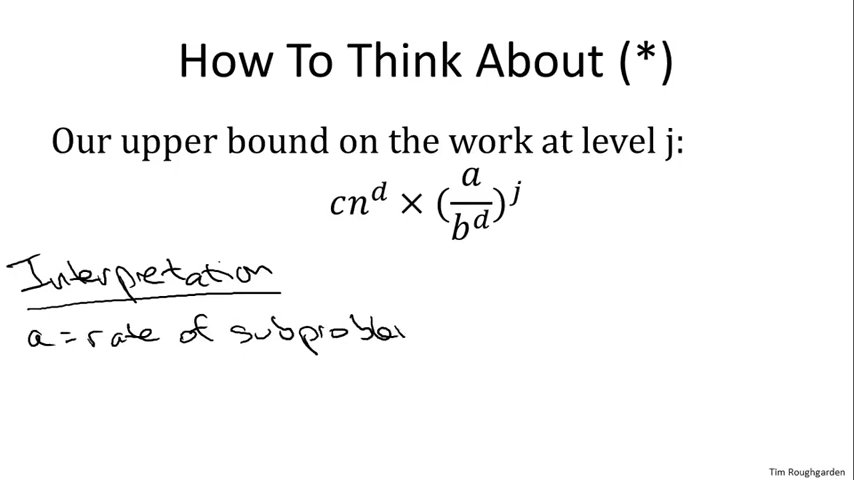 How To Think About (*)
Our upper bound on the work at level j:
cn^d × (a/b^d)^j
Interpretation
a = rate of subproblem
Tim Roughgarden